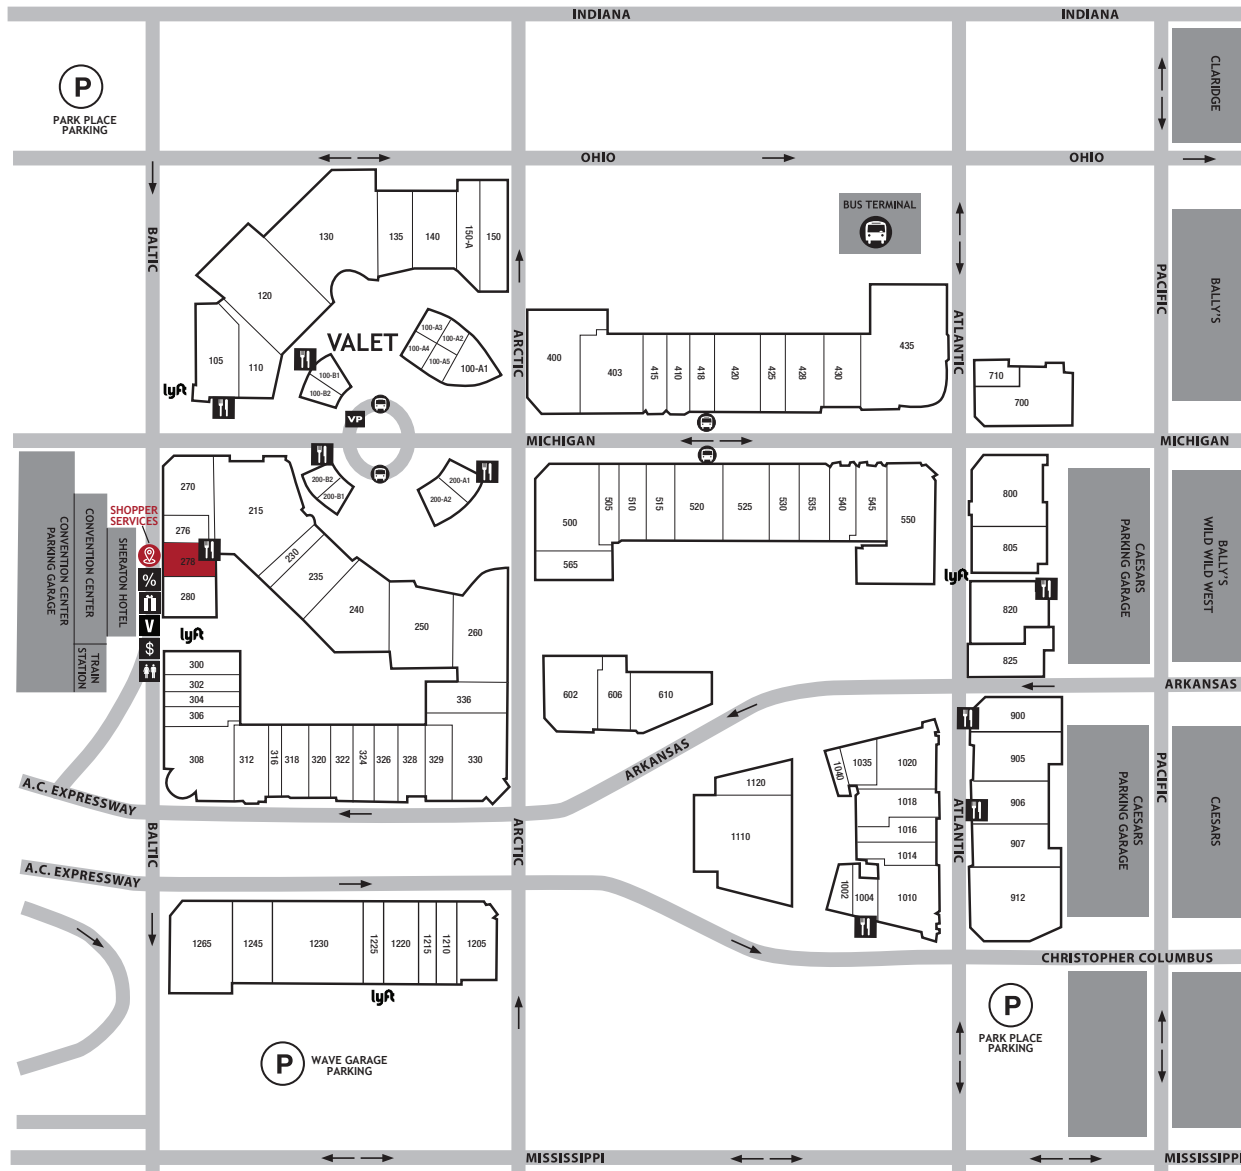 INDIANA
INDIANA
P
PARK PLACE
PARKING
CLARIDGE
OHIO
OHIO
BALTIC
130
135
140
150-A
150
BUS TERMINAL
120
PACIFIC
BALLY'S
ARCTIC
ATLANTIC
VALET
100-A3
100-A2
100-A4
100-A5
100-A1
105
110
100-B1
100-B2
lyft
VP
400
403
415
410
418
420
425
428
430
435
710
700
MICHIGAN
MICHIGAN
CONVENTION CENTER
PARKING GARAGE
CONVENTION CENTER
SHERATON HOTEL
TRAIN
STATION
SHOPPER
SERVICES
%
V
$
270
276
278
280
215
200-B2
200-B1
200-A1
200-A2
230
235
240
250
260
lyft
500
505
510
515
520
525
530
535
540
545
550
565
800
805
lyft
820
825
CAESARS
PARKING GARAGE
BALLY'S
WILD WILD WEST
300
302
304
306
308
312
316
318
320
322
324
326
328
329
330
336
602
606
610
ARKANSAS
ARKANSAS
A.C. EXPRESSWAY
A.C. EXPRESSWAY
BALTIC
ARCTIC
ATLANTIC
PACIFIC
1120
1110
1040
1035
1020
1018
1016
1014
1002
1004
1010
900
905
906
907
912
CAESARS
PARKING GARAGE
CAESARS
1265
1245
1230
1225
1220
1215
1210
1205
lyft
CHRISTOPHER COLUMBUS
P
PARK PLACE
PARKING
P
WAVE GARAGE
PARKING
MISSISSIPPI
MISSISSIPPI